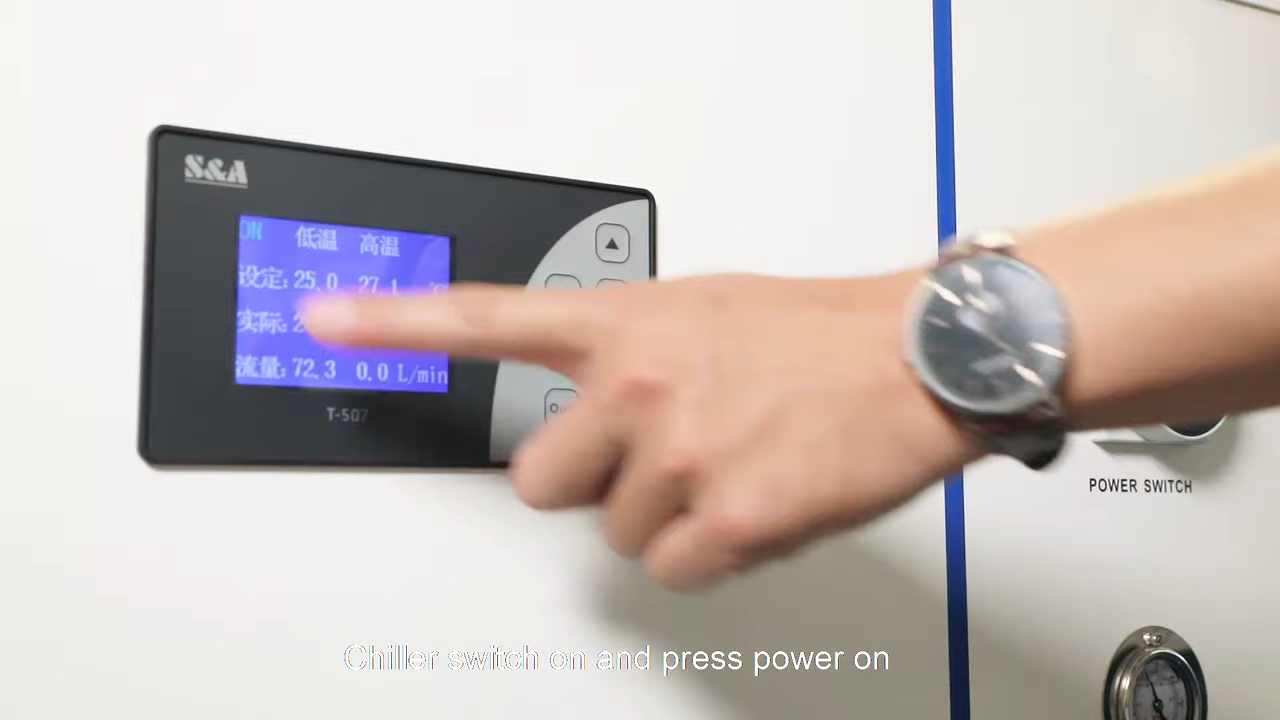 S&A
ON 低温 高温
设定: 25.0 27.1 °C
实际: 2
流量: 72.3 0.0 L/min
T-507
POWER SWITCH
Chiller switch on and press power on